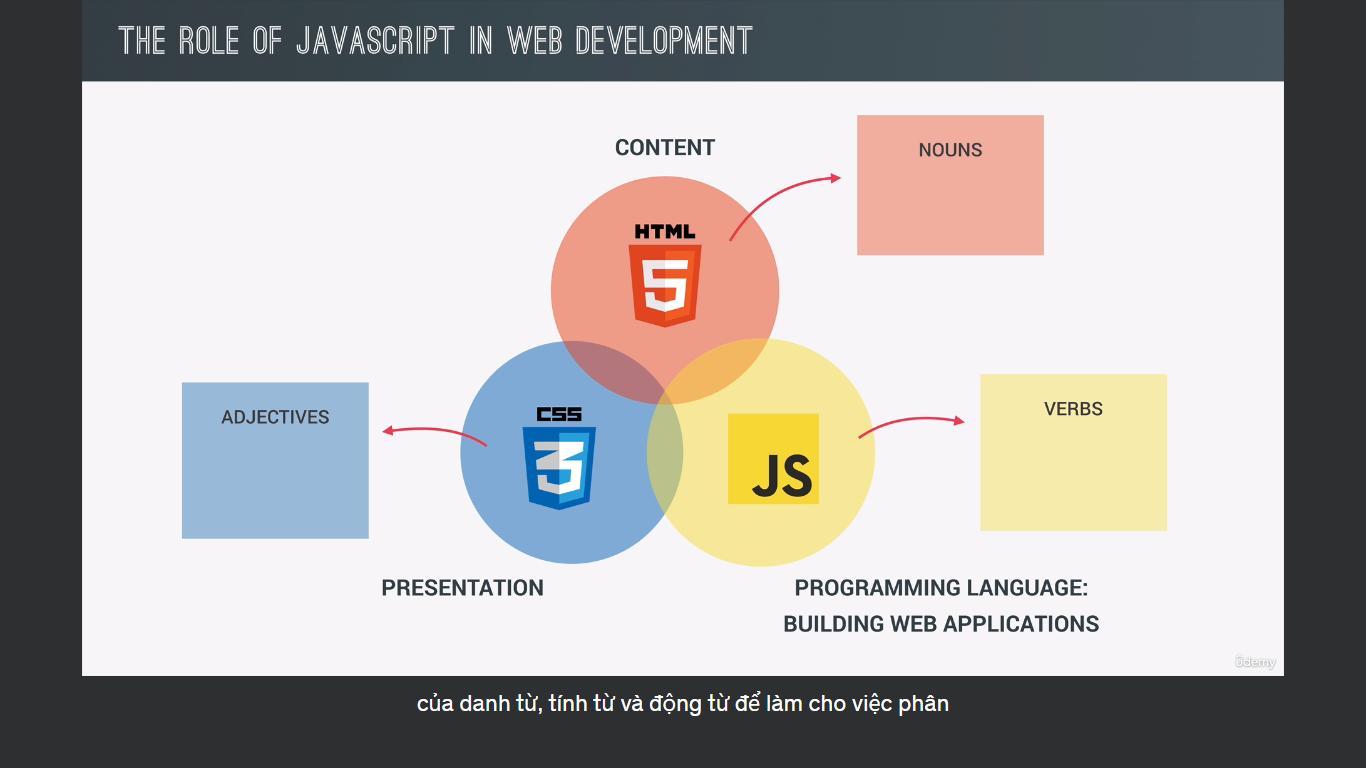 THE ROLE OF JAVASCRIPT IN WEB DEVELOPMENT
CONTENT
NOUNS
HTML
5
ADJECTIVES
CSS
3
JS
VERBS
PRESENTATION
PROGRAMMING LANGUAGE:
BUILDING WEB APPLICATIONS
ûdemy
của danh từ, tính từ và động từ để làm cho việc phân